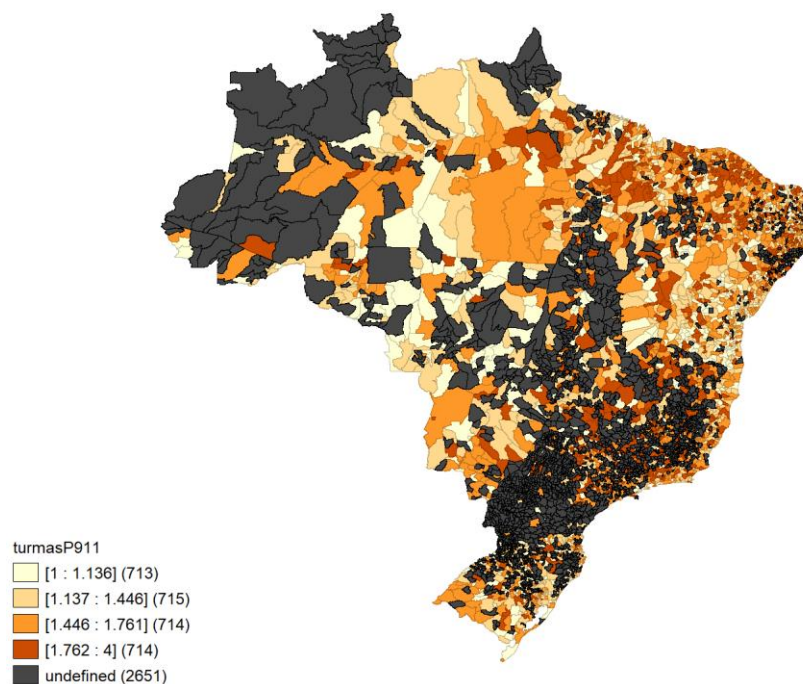 turmasP911
[1 : 1.136] (713)
[1.137 : 1.446] (715)
[1.446 : 1.761] (714)
[1.762 : 4] (714)
undefined (2651)